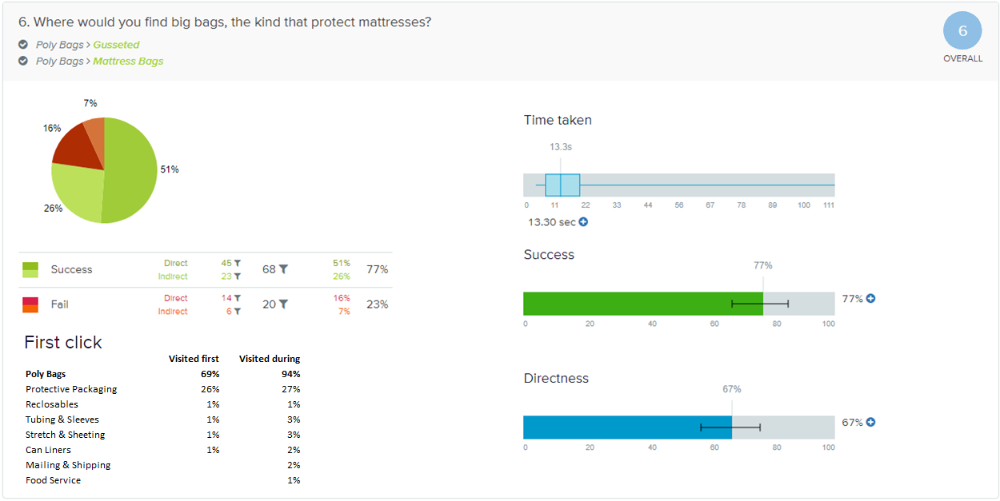 6. Where would you find big bags, the kind that protect mattresses?
Poly Bags > Gusseted
Poly Bags > Mattress Bags
6
OVERALL
7%
16%
51%
26%
Success Direct 45 68 51% 77%
Indirect 23 26%
Fail Direct 14 20 16% 23%
Indirect 6 7%
First click
Visited first Visited during
Poly Bags 69% 94%
Protective Packaging 26% 27%
Reclosables 1% 1%
Tubing & Sleeves 1% 3%
Stretch & Sheeting 1% 3%
Can Liners 1% 2%
Mailing & Shipping 2%
Food Service 1%
Time taken
13.3s
0 11 22 33 44 56 67 78 89 100 111
13.30 sec
Success
77%
77%
0 20 40 60 80 100
Directness
67%
67%
0 20 40 60 80 100